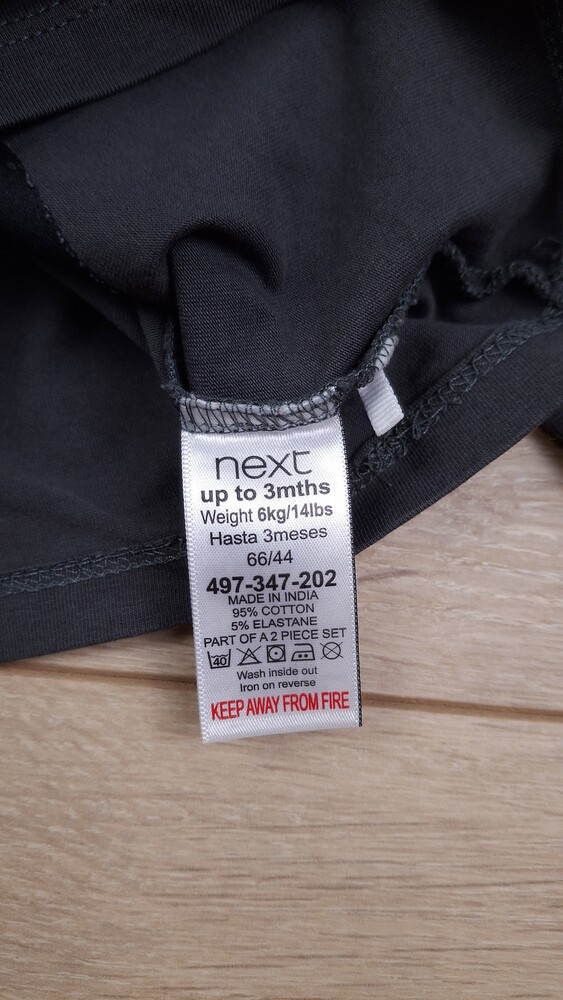 next
up to 3mths
Weight 6kg/14lbs
Hasta 3meses
66/44
497-347-202
MADE IN INDIA
95% COTTON
5% ELASTANE
PART OF A 2 PIECE SET
40
Wash inside out
Iron on reverse
KEEP AWAY FROM FIRE